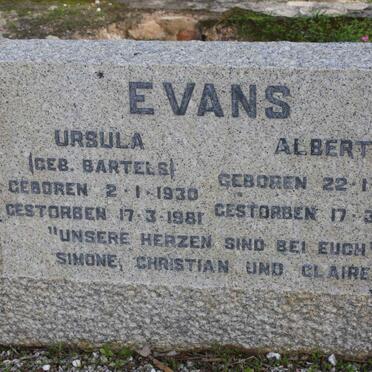 EVANS
URSULA ALBERT
(GEB. BARTELS)
GEBOREN 2-1-1930 GEBOREN 22-1-
GESTORBEN 17-3-1981 GESTORBEN 17-3
"UNSERE HERZEN SIND BEI EUCH"
SIMONE, CHRISTIAN UND CLAIRE